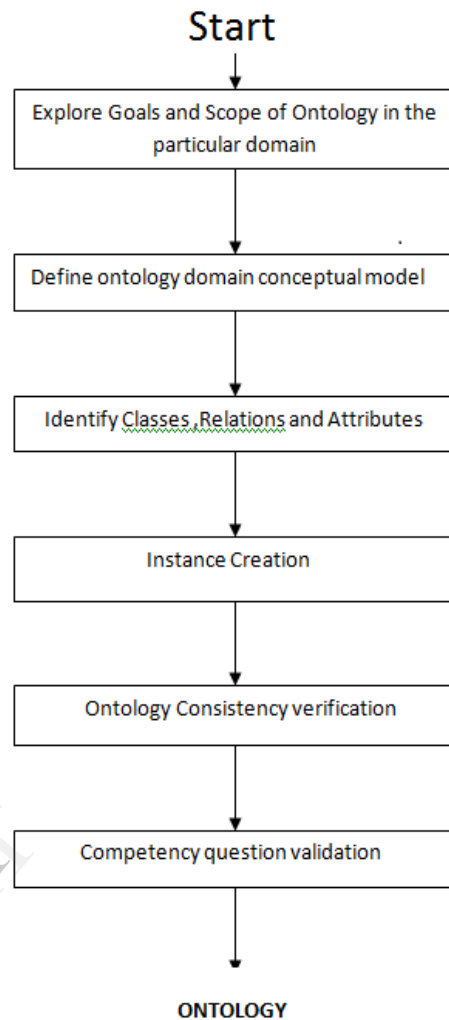 Start
Explore Goals and Scope of Ontology in the
particular domain
Define ontology domain conceptual model
Identify Classes ,Relations and Attributes
Instance Creation
Ontology Consistency verification
Competency question validation
ONTOLOGY